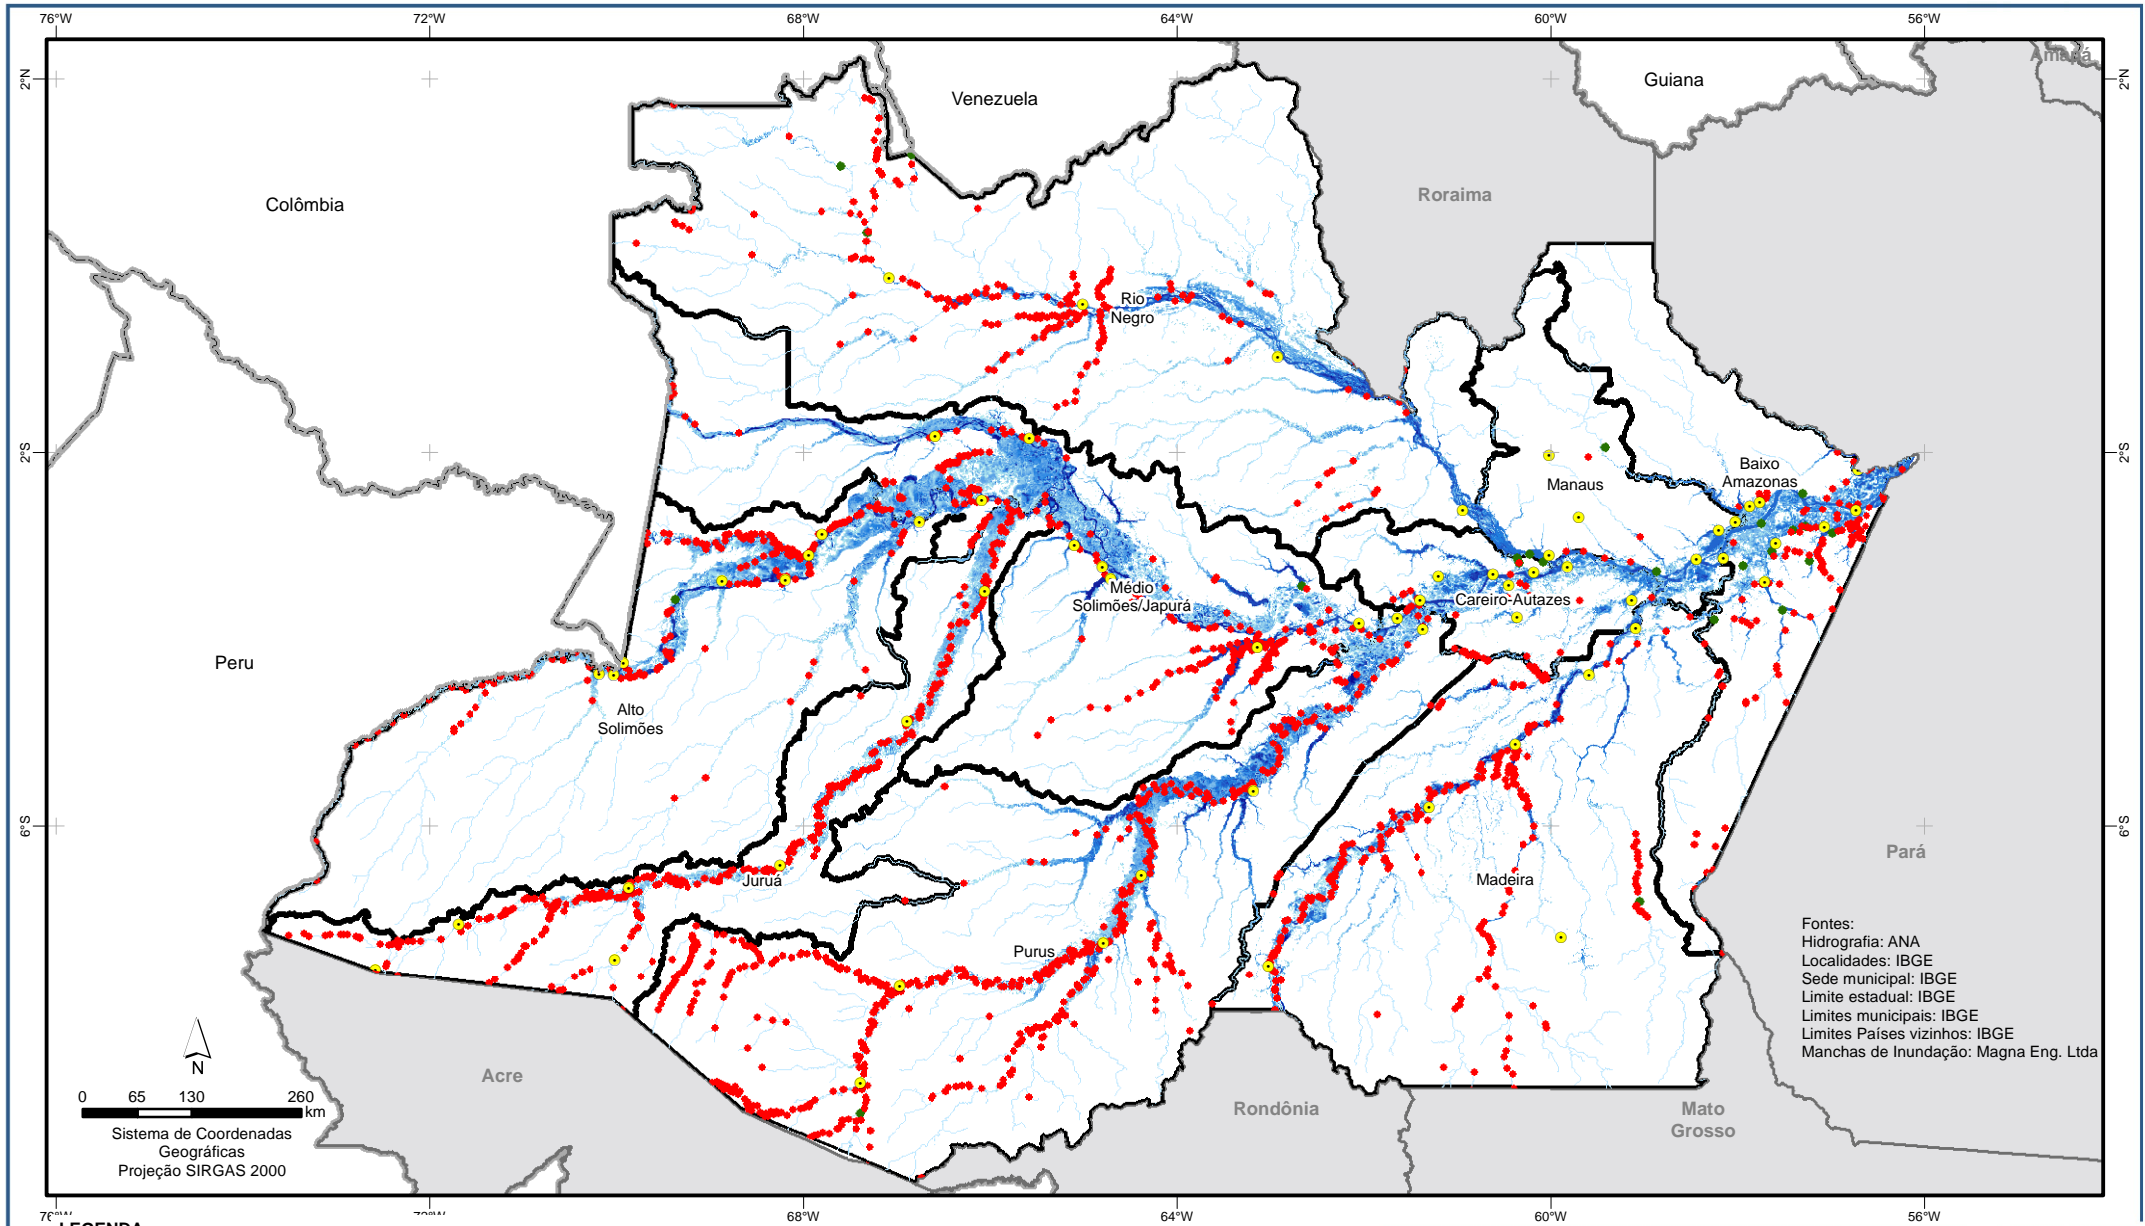 76°W
72°W
68°W
64°W
60°W
56°W
2°N
2°N
Amapá
Guiana
Venezuela
Colômbia
Roraima
Rio
Negro
2°S
2°S
Baixo
Amazonas
Manaus
Médio
Solimões/Japurá
Careiro-Autazes
Peru
Alto
Solimões
6°S
6°S
Pará
Juruá
Madeira
Purus
Fontes:
Hidrografia: ANA
Localidades: IBGE
Sede municipal: IBGE
Limite estadual: IBGE
Limites municipais: IBGE
Limites Países vizinhos: IBGE
Manchas de Inundação: Magna Eng. Ltda
N
Acre
0 65 130 260
km
Rondônia
Mato
Grosso
Sistema de Coordenadas
Geográficas
Projeção SIRGAS 2000
76°W
72°W
68°W
64°W
60°W
56°W
LEGENDA